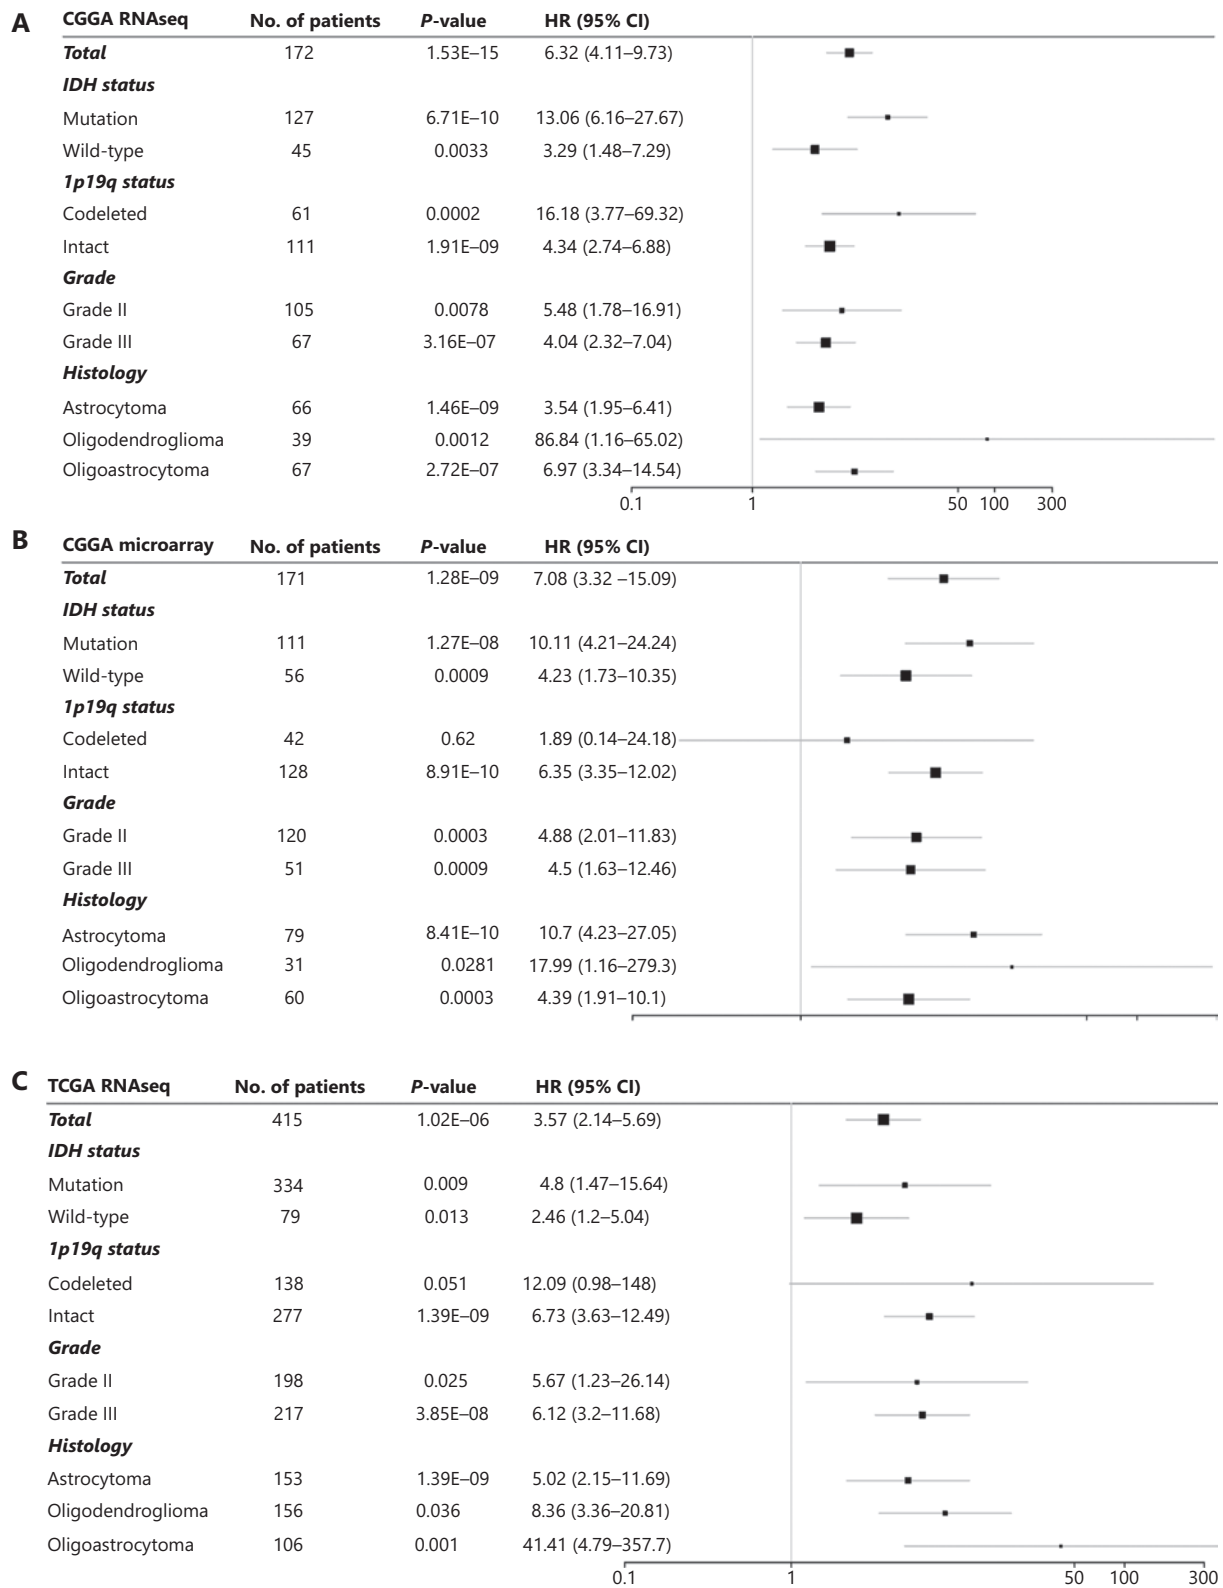 A
CGGA RNAseq No. of patients P-value HR (95% CI)
Total 172 1.53E–15 6.32 (4.11–9.73)
IDH status
Mutation 127 6.71E–10 13.06 (6.16–27.67)
Wild-type 45 0.0033 3.29 (1.48–7.29)
1p19q status
Codeleted 61 0.0002 16.18 (3.77–69.32)
Intact 111 1.91E–09 4.34 (2.74–6.88)
Grade
Grade II 105 0.0078 5.48 (1.78–16.91)
Grade III 67 3.16E–07 4.04 (2.32–7.04)
Histology
Astrocytoma 66 1.46E–09 3.54 (1.95–6.41)
Oligodendroglioma 39 0.0012 86.84 (1.16–65.02)
Oligoastrocytoma 67 2.72E–07 6.97 (3.34–14.54)
0.1 1 50 100 300
B
CGGA microarray No. of patients P-value HR (95% CI)
Total 171 1.28E–09 7.08 (3.32 –15.09)
IDH status
Mutation 111 1.27E–08 10.11 (4.21–24.24)
Wild-type 56 0.0009 4.23 (1.73–10.35)
1p19q status
Codeleted 42 0.62 1.89 (0.14–24.18)
Intact 128 8.91E–10 6.35 (3.35–12.02)
Grade
Grade II 120 0.0003 4.88 (2.01–11.83)
Grade III 51 0.0009 4.5 (1.63–12.46)
Histology
Astrocytoma 79 8.41E–10 10.7 (4.23–27.05)
Oligodendroglioma 31 0.0281 17.99 (1.16–279.3)
Oligoastrocytoma 60 0.0003 4.39 (1.91–10.1)
C
TCGA RNAseq No. of patients P-value HR (95% CI)
Total 415 1.02E–06 3.57 (2.14–5.69)
IDH status
Mutation 334 0.009 4.8 (1.47–15.64)
Wild-type 79 0.013 2.46 (1.2–5.04)
1p19q status
Codeleted 138 0.051 12.09 (0.98–148)
Intact 277 1.39E–09 6.73 (3.63–12.49)
Grade
Grade II 198 0.025 5.67 (1.23–26.14)
Grade III 217 3.85E–08 6.12 (3.2–11.68)
Histology
Astrocytoma 153 1.39E–09 5.02 (2.15–11.69)
Oligodendroglioma 156 0.036 8.36 (3.36–20.81)
Oligoastrocytoma 106 0.001 41.41 (4.79–357.7)
0.1 1 50 100 300